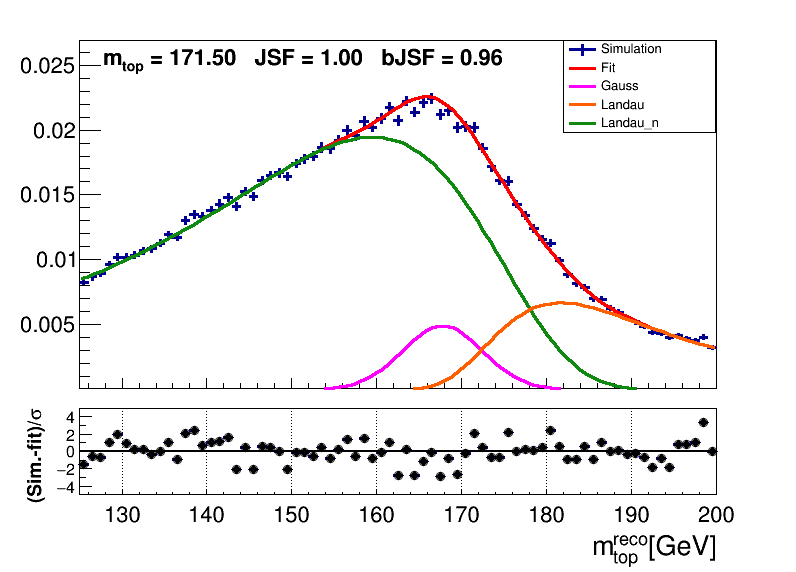 m_top = 171.50 JSF = 1.00 bJSF = 0.96
Simulation
Fit
Gauss
Landau
Landau_n
0.025
0.02
0.015
0.01
0.005
(Sim.-fit)/σ
4
2
0
−2
−4
130 140 150 160 170 180 190 200
m_top^reco [GeV]